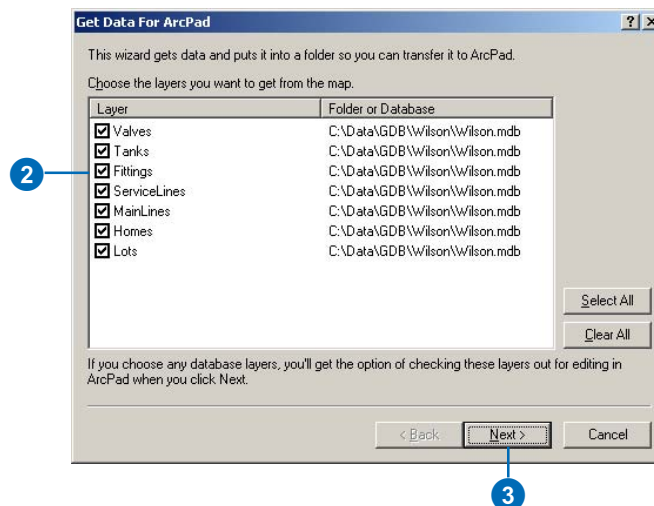 Get Data For ArcPad
This wizard gets data and puts it into a folder so you can transfer it to ArcPad.
Choose the layers you want to get from the map.
Layer Folder or Database
Valves C:\Data\GDB\Wilson\Wilson.mdb
Tanks C:\Data\GDB\Wilson\Wilson.mdb
2 Fittings C:\Data\GDB\Wilson\Wilson.mdb
ServiceLines C:\Data\GDB\Wilson\Wilson.mdb
MainLines C:\Data\GDB\Wilson\Wilson.mdb
Homes C:\Data\GDB\Wilson\Wilson.mdb
Lots C:\Data\GDB\Wilson\Wilson.mdb
Select All
Clear All
If you choose any database layers, you'll get the option of checking these layers out for editing in
ArcPad when you click Next.
< Back Next > Cancel
3